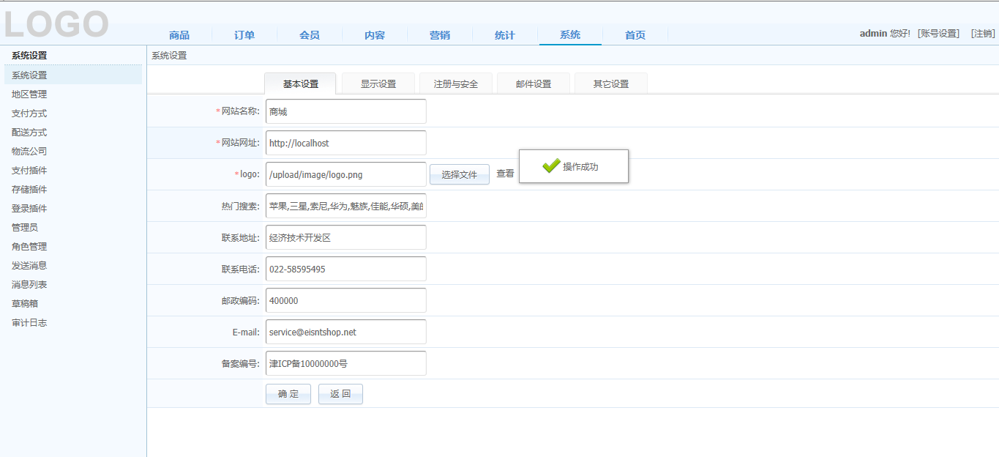 LOGO
商品 订单 会员 内容 营销 统计 系统 首页
admin 您好! [账号设置] [注销]
系统设置
系统设置
地区管理
支付方式
配送方式
物流公司
支付插件
存储插件
登录插件
管理员
角色管理
发送消息
消息列表
草稿箱
审计日志
系统设置
基本设置 显示设置 注册与安全 邮件设置 其它设置
*网站名称: 商城
*网站网址: http://localhost
*logo: /upload/image/logo.png 选择文件 查看
操作成功
热门搜索: 苹果,三星,索尼,华为,魅族,佳能,华硕,美
联系地址: 经济技术开发区
联系电话: 022-58595495
邮政编码: 400000
E-mail: service@eisntshop.net
备案编号: 津ICP备10000000号
确 定 返 回